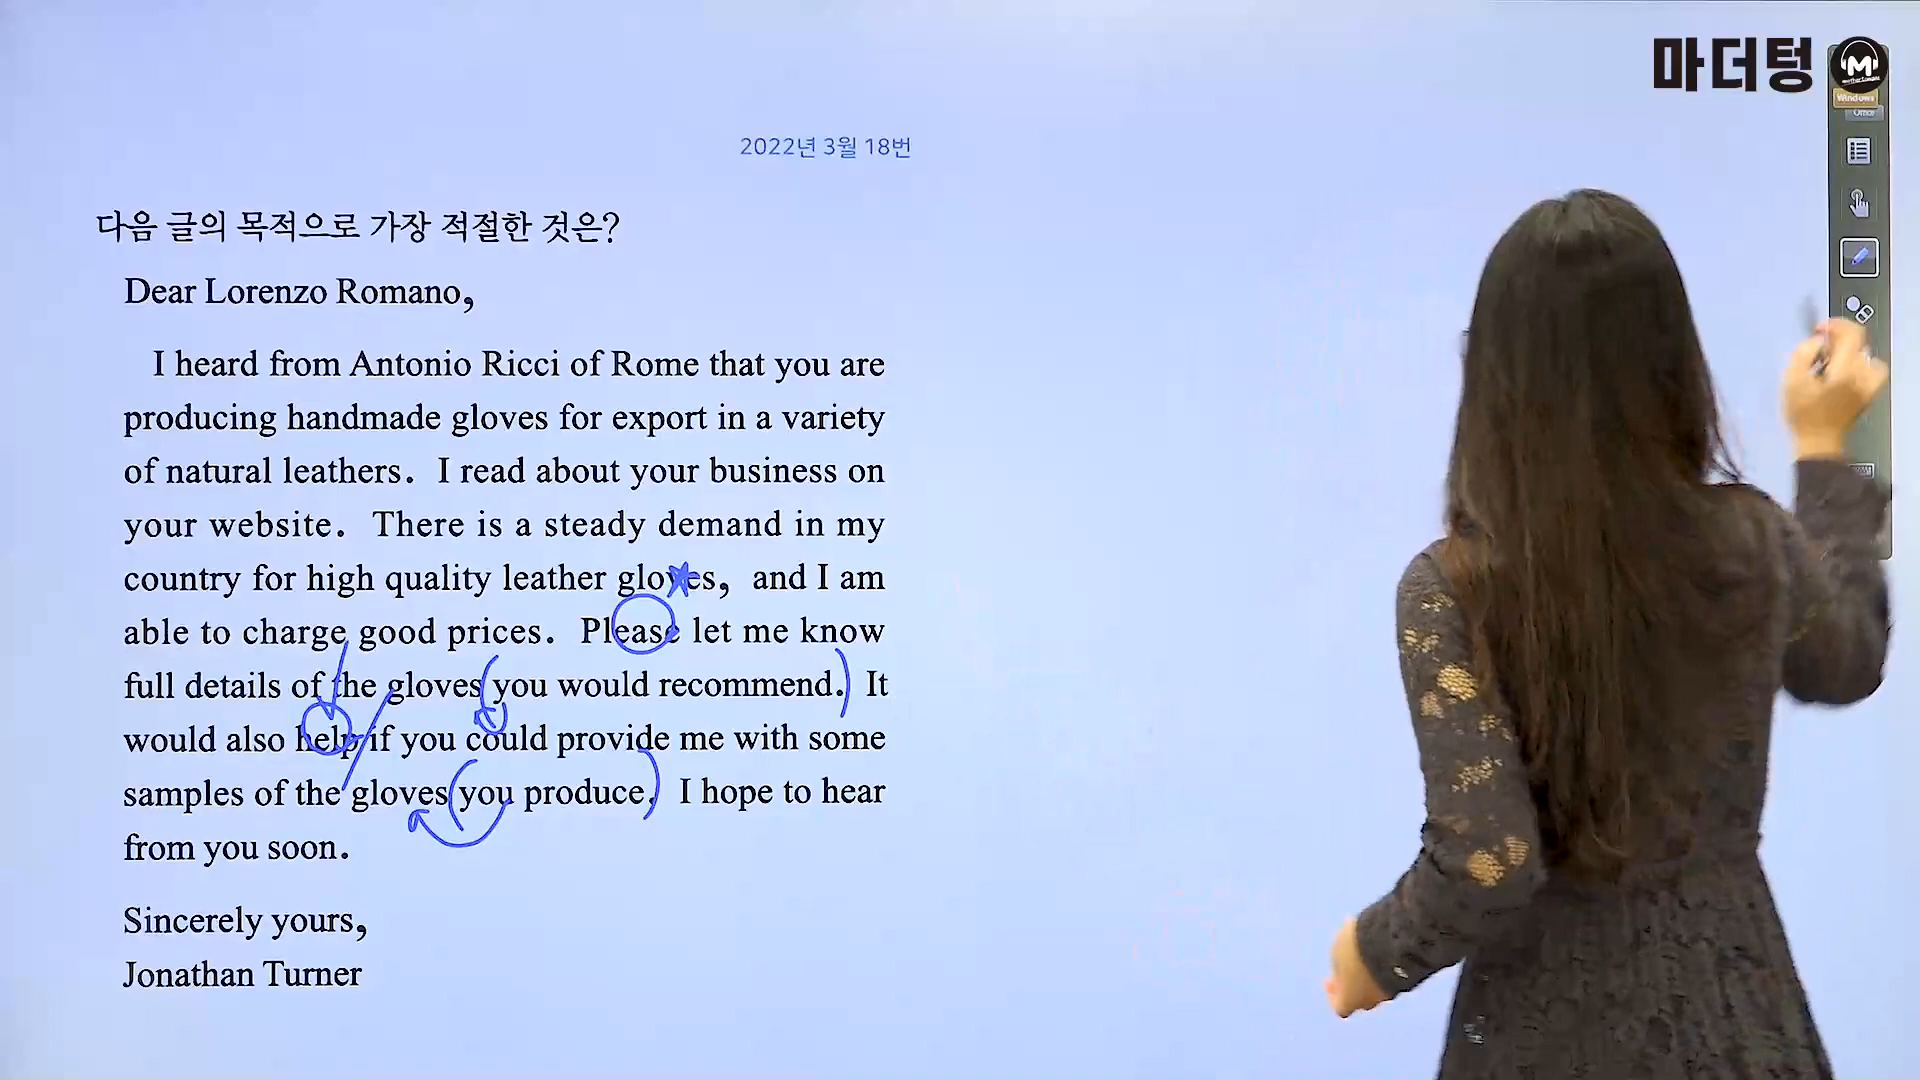 마더텅
M
Windows
Office
2022년 3월 18번
다음 글의 목적으로 가장 적절한 것은?
Dear Lorenzo Romano,
I heard from Antonio Ricci of Rome that you are
producing handmade gloves for export in a variety
of natural leathers. I read about your business on
your website. There is a steady demand in my
country for high quality leather gloves, and I am
able to charge good prices. Please let me know
full details of the gloves you would recommend. It
would also help if you could provide me with some
samples of the gloves you produce. I hope to hear
from you soon.
Sincerely yours,
Jonathan Turner